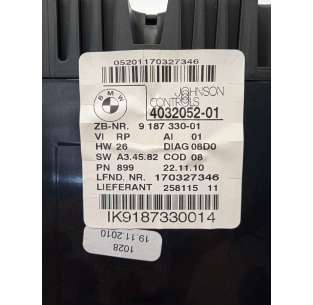 05201170327346
BMW
JOHNSON
CONTROLS
4032052-01
ZB-NR. 9 187 330-01
VI RP AI 01
HW 26 DIAG 08D0
SW A3.45.82 COD 08
PN 899 22.11.10
LFND. NR. 170327346
LIEFERANT 258115 11
IK9187330014
1028
19.11.2010